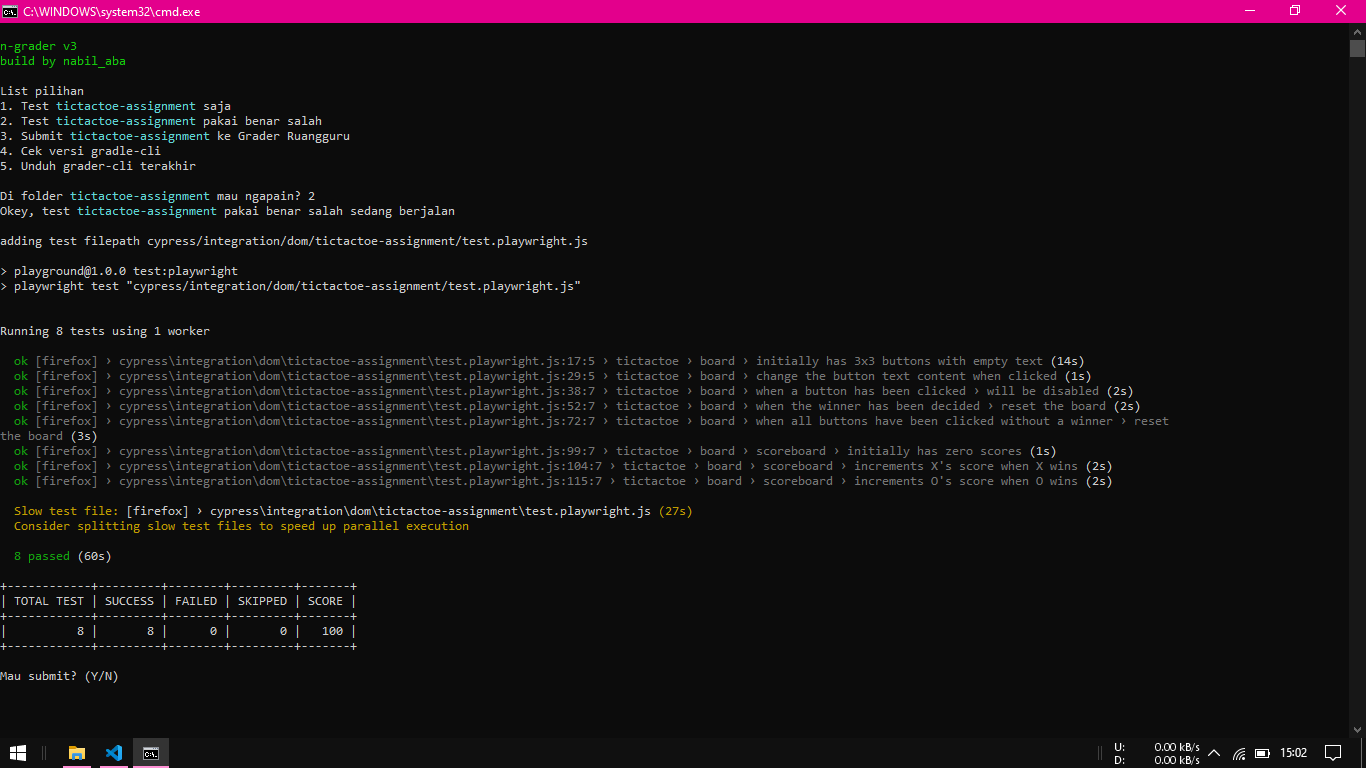 C:\WINDOWS\system32\cmd.exe
n-grader v3
build by nabil_aba
List pilihan
1. Test tictactoe-assignment saja
2. Test tictactoe-assignment pakai benar salah
3. Submit tictactoe-assignment ke Grader Ruangguru
4. Cek versi gradle-cli
5. Unduh grader-cli terakhir
Di folder tictactoe-assignment mau ngapain? 2
Okey, test tictactoe-assignment pakai benar salah sedang berjalan
adding test filepath cypress/integration/dom/tictactoe-assignment/test.playwright.js
> playground@1.0.0 test:playwright
> playwright test "cypress/integration/dom/tictactoe-assignment/test.playwright.js"
Running 8 tests using 1 worker
ok [firefox] › cypress\integration\dom\tictactoe-assignment\test.playwright.js:17:5 › tictactoe › board › initially has 3x3 buttons with empty text (14s)
ok [firefox] › cypress\integration\dom\tictactoe-assignment\test.playwright.js:29:5 › tictactoe › board › change the button text content when clicked (1s)
ok [firefox] › cypress\integration\dom\tictactoe-assignment\test.playwright.js:38:7 › tictactoe › board › when a button has been clicked › will be disabled (2s)
ok [firefox] › cypress\integration\dom\tictactoe-assignment\test.playwright.js:52:7 › tictactoe › board › when the winner has been decided › reset the board (2s)
ok [firefox] › cypress\integration\dom\tictactoe-assignment\test.playwright.js:72:7 › tictactoe › board › when all buttons have been clicked without a winner › reset
the board (3s)
ok [firefox] › cypress\integration\dom\tictactoe-assignment\test.playwright.js:99:7 › tictactoe › board › scoreboard › initially has zero scores (1s)
ok [firefox] › cypress\integration\dom\tictactoe-assignment\test.playwright.js:104:7 › tictactoe › board › scoreboard › increments X's score when X wins (2s)
ok [firefox] › cypress\integration\dom\tictactoe-assignment\test.playwright.js:115:7 › tictactoe › board › scoreboard › increments O's score when O wins (2s)
Slow test file: [firefox] › cypress\integration\dom\tictactoe-assignment\test.playwright.js (27s)
Consider splitting slow test files to speed up parallel execution
8 passed (60s)
+------------+---------+--------+---------+-------+
| TOTAL TEST | SUCCESS | FAILED | SKIPPED | SCORE |
+------------+---------+--------+---------+-------+
|          8 |       8 |      0 |       0 |   100 |
+------------+---------+--------+---------+-------+
Mau submit? (Y/N)
U: 0.00 kB/s
D: 0.00 kB/s
15:02